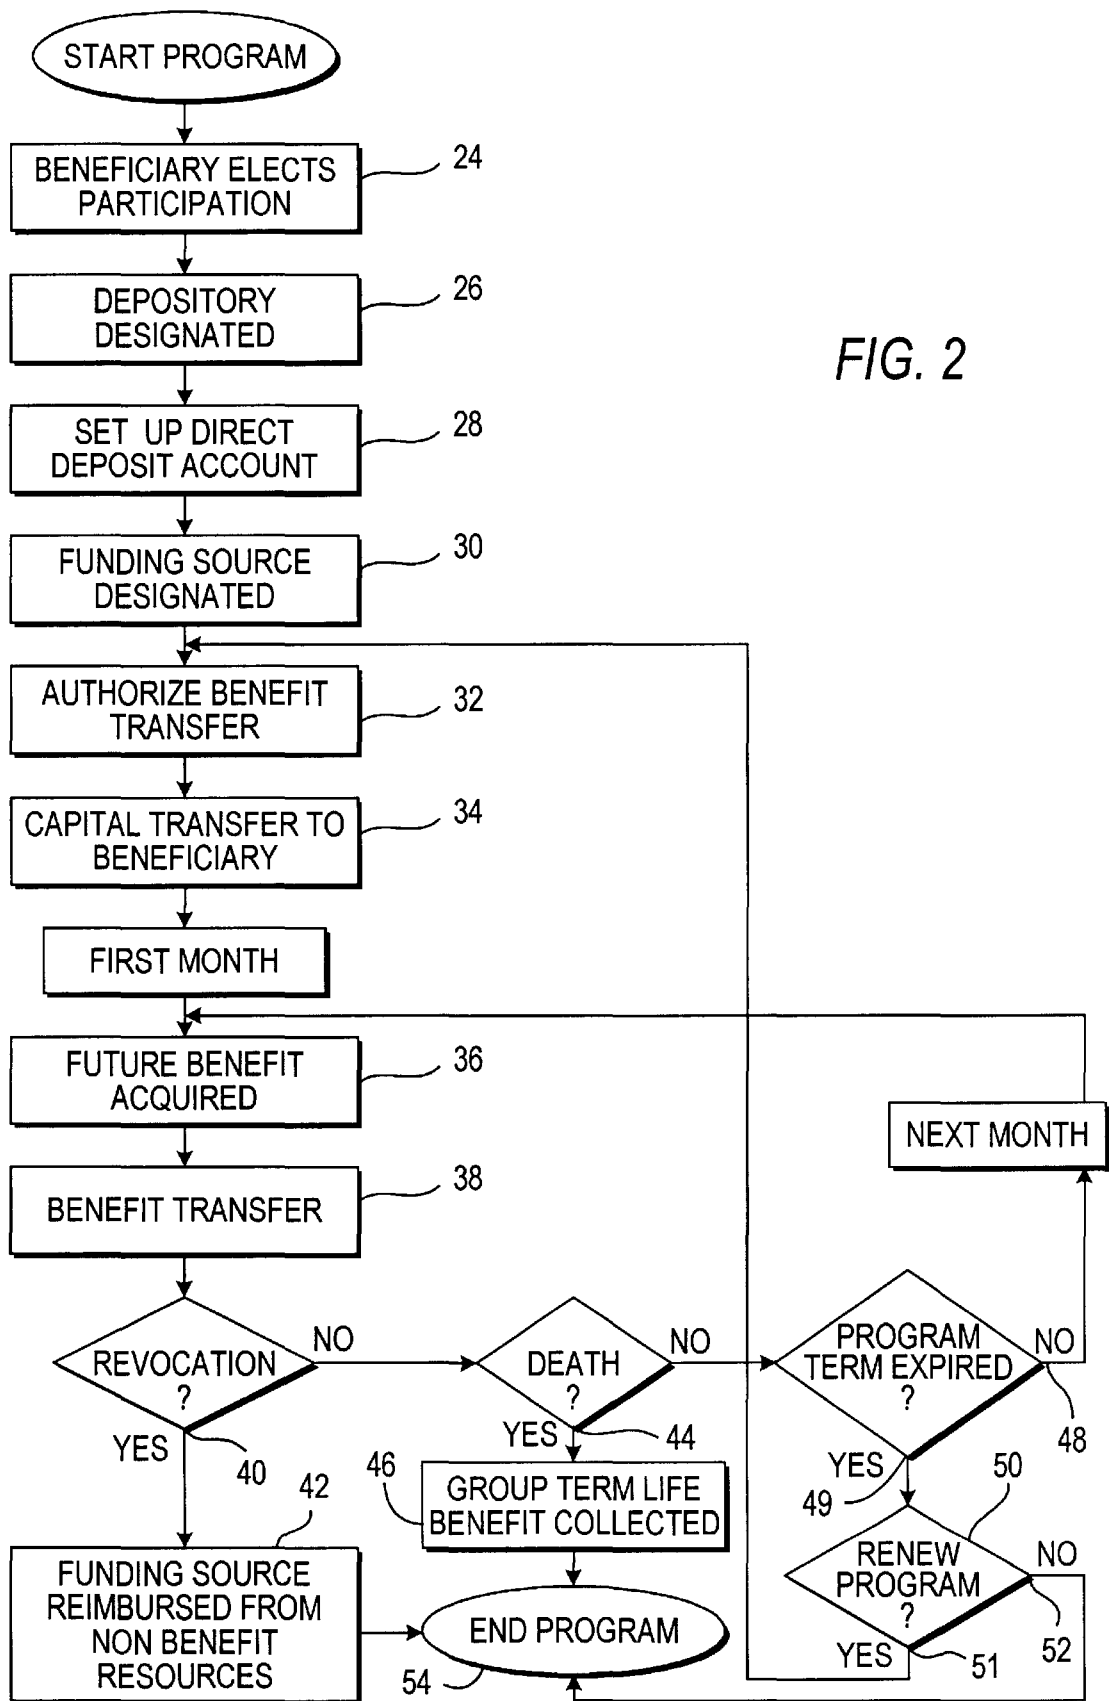 START PROGRAM
BENEFICIARY ELECTS
PARTICIPATION
24
DEPOSITORY
DESIGNATED
26
FIG. 2
SET UP DIRECT
DEPOSIT ACCOUNT
28
FUNDING SOURCE
DESIGNATED
30
AUTHORIZE BENEFIT
TRANSFER
32
CAPITAL TRANSFER TO
BENEFICIARY
34
FIRST MONTH
FUTURE BENEFIT
ACQUIRED
36
NEXT MONTH
BENEFIT TRANSFER
38
REVOCATION
?
NO
YES
40
DEATH
?
NO
YES
44
PROGRAM
TERM EXPIRED
?
NO
48
YES
49
42
FUNDING SOURCE
REIMBURSED FROM
NON BENEFIT
RESOURCES
46
GROUP TERM LIFE
BENEFIT COLLECTED
50
RENEW
PROGRAM
?
NO
52
YES
51
END PROGRAM
54